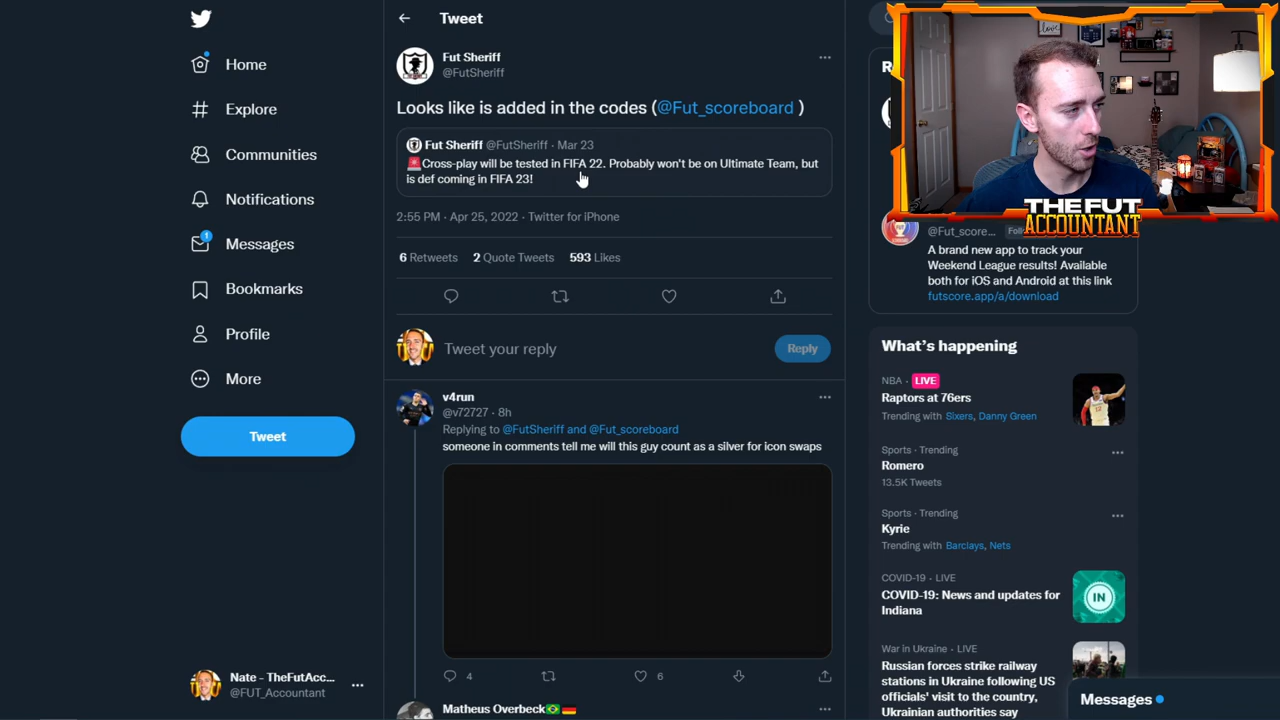 Tweet
Home
Explore
Communities
Notifications
1
Messages
Bookmarks
Profile
More
Tweet
Nate - TheFutAcc...
@FUT_Accountant
Fut Sheriff
@FutSheriff
Looks like is added in the codes (@Fut_scoreboard )
Fut Sheriff @FutSheriff · Mar 23
🚨Cross-play will be tested in FIFA 22. Probably won't be on Ultimate Team, but
is def coming in FIFA 23!
2:55 PM · Apr 25, 2022 · Twitter for iPhone
6 Retweets 2 Quote Tweets 593 Likes
Tweet your reply
Reply
v4run
@v72727 · 8h
Replying to @FutSheriff and @Fut_scoreboard
someone in comments tell me will this guy count as a silver for icon swaps
4 6
Matheus Overbeck🇧🇷🇩🇪
THE FUT
ACCOUNTANT
@Fut_score...
A brand new app to track your
Weekend League results! Available
both for iOS and Android at this link
futscore.app/a/download
What's happening
NBA · LIVE
Raptors at 76ers
Trending with Sixers, Danny Green
Sports · Trending
Romero
13.5K Tweets
Sports · Trending
Kyrie
Trending with Barclays, Nets
COVID-19 · LIVE
COVID-19: News and updates for
Indiana
IN
War in Ukraine · LIVE
Russian forces strike railway
stations in Ukraine following US
officials' visit to the country,
Ukrainian authorities say
Messages